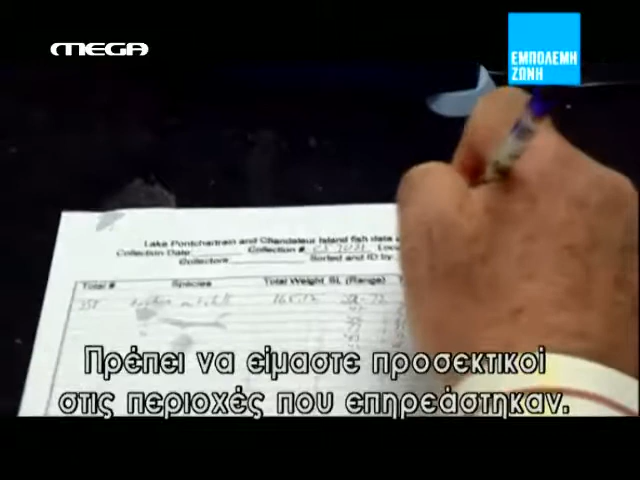 MEGA
ΕΜΠΟΛΕΜΗ
ΖΩΝΗ
Lake Pontchartrain and Chandeleur Island fish data
Collection Date Collection #
Collectors Sorted and ID by
Total # Species Total Weight SL (Range)
Πρέπει να είμαστε προσεκτικοί
στις περιοχές που επηρεάστηκαν.